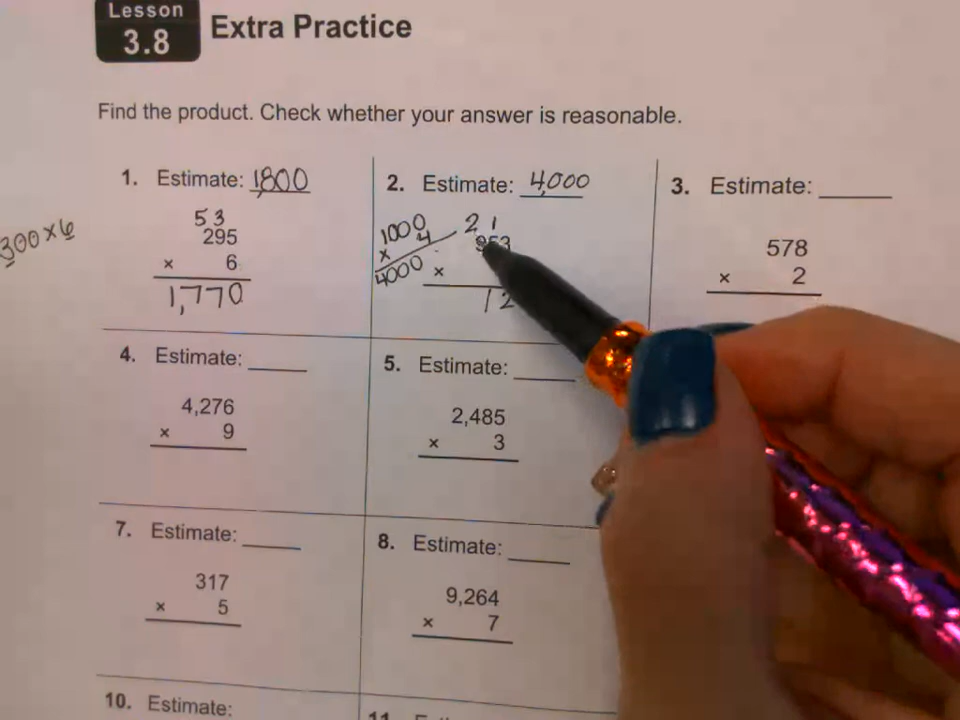 Lesson
3.8
Extra Practice
Find the product. Check whether your answer is reasonable.
1. Estimate: 1,800
300 x 6
5 3
295
× 6
1,770
2. Estimate: 4,000
1000
x 4
4000
2 1
953
×
12
3. Estimate:
578
× 2
4. Estimate:
4,276
× 9
5. Estimate:
2,485
× 3
7. Estimate:
317
× 5
8. Estimate:
9,264
× 7
10. Estimate: